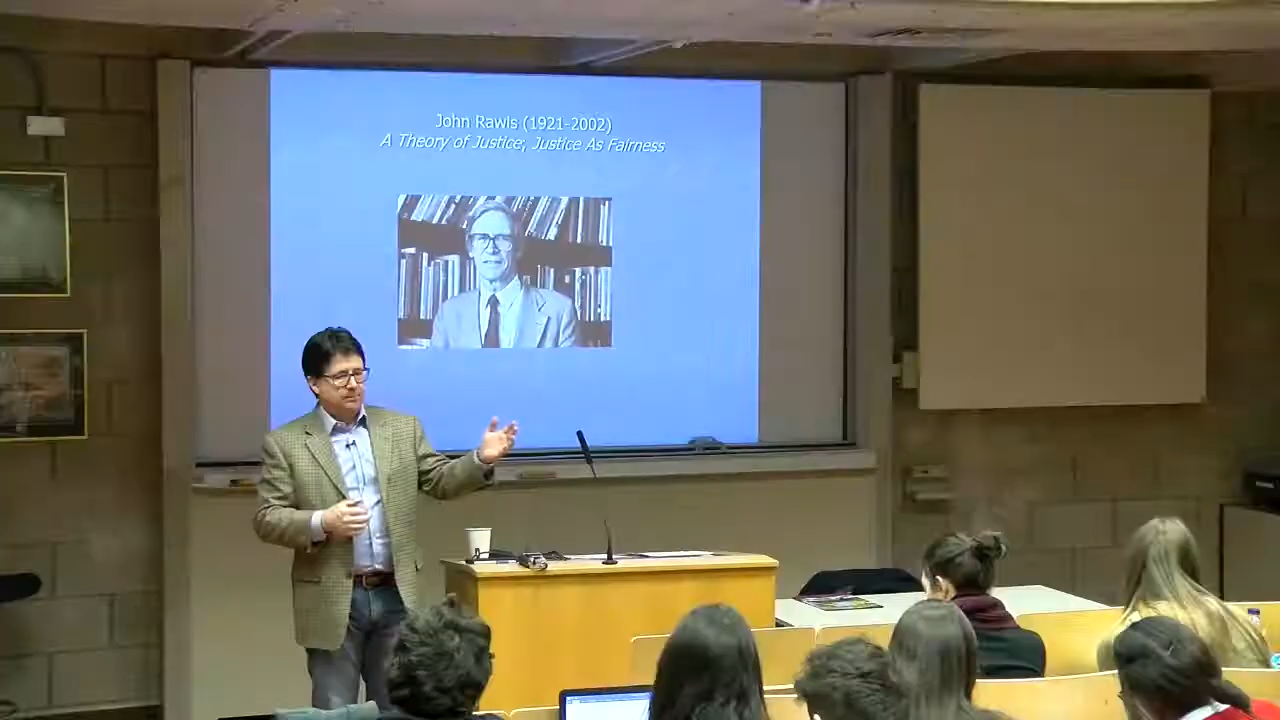 John Rawls (1921-2002)
A Theory of Justice; Justice As Fairness